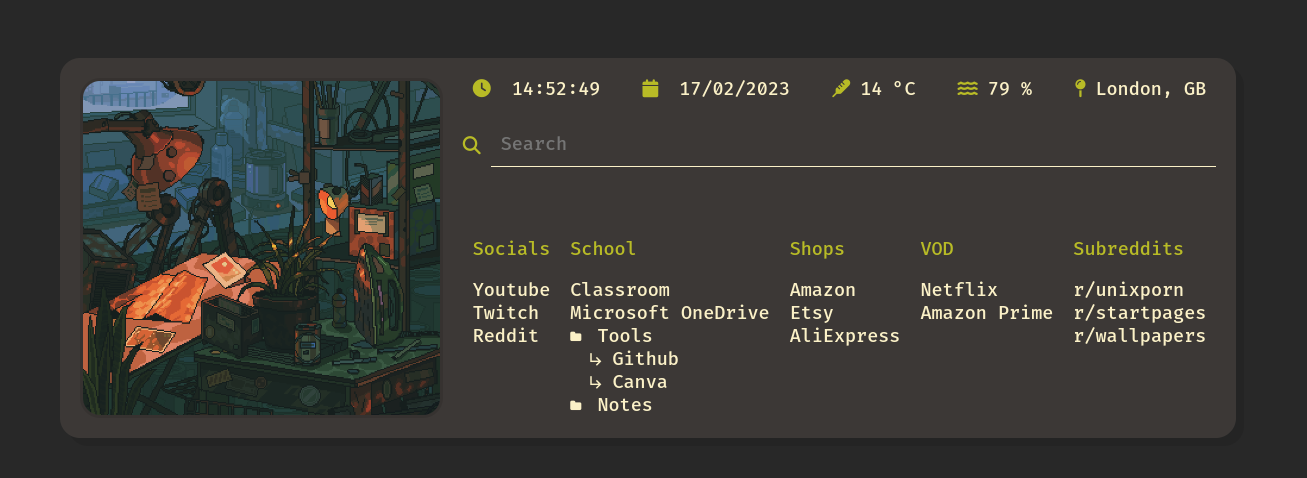 14:52:49 17/02/2023 14 °C 79 % London, GB
Search
Socials School Shops VOD Subreddits
Youtube Classroom Amazon Netflix r/unixporn
Twitch Microsoft OneDrive Etsy Amazon Prime r/startpages
Reddit Tools AliExpress r/wallpapers
↳ Github
↳ Canva
Notes